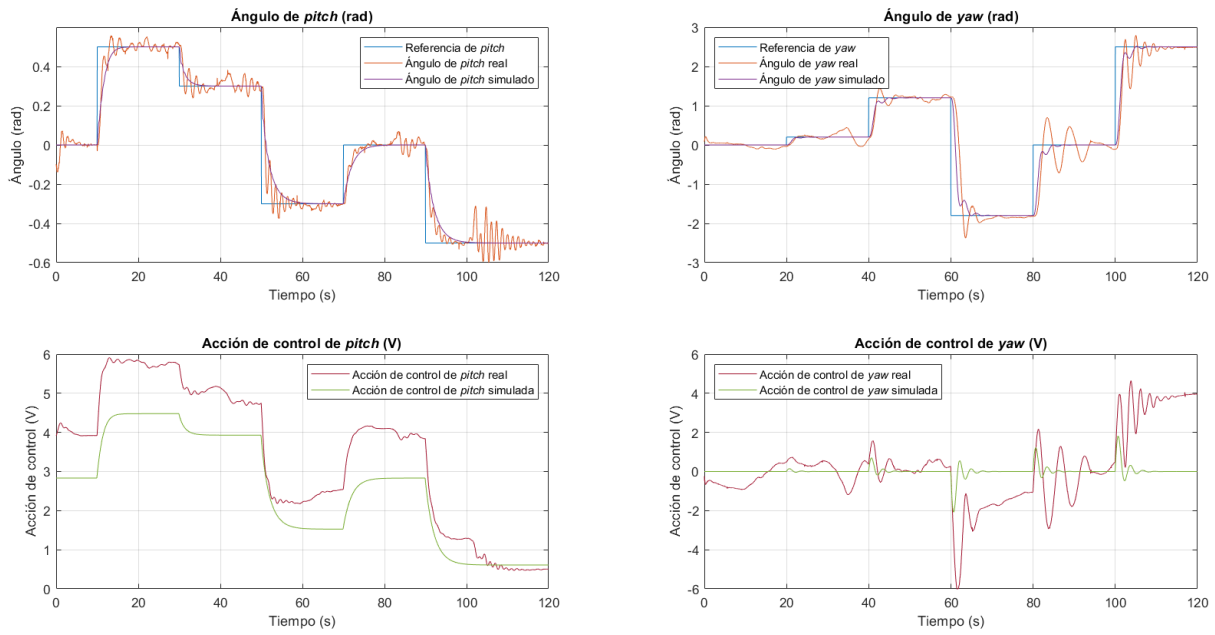 Ángulo de pitch (rad)
Ángulo (rad)
0.4
0.2
0
-0.2
-0.4
-0.6
Referencia de pitch
Ángulo de pitch real
Ángulo de pitch simulado
0 20 40 60 80 100 120
Tiempo (s)
Ángulo de yaw (rad)
Ángulo (rad)
3
2
1
0
-1
-2
-3
Referencia de yaw
Ángulo de yaw real
Ángulo de yaw simulado
0 20 40 60 80 100 120
Tiempo (s)
Acción de control de pitch (V)
Acción de control (V)
6
5
4
3
2
1
0
Acción de control de pitch real
Acción de control de pitch simulada
0 20 40 60 80 100 120
Tiempo (s)
Acción de control de yaw (V)
Acción de control (V)
6
4
2
0
-2
-4
-6
Acción de control de yaw real
Acción de control de yaw simulada
0 20 40 60 80 100 120
Tiempo (s)